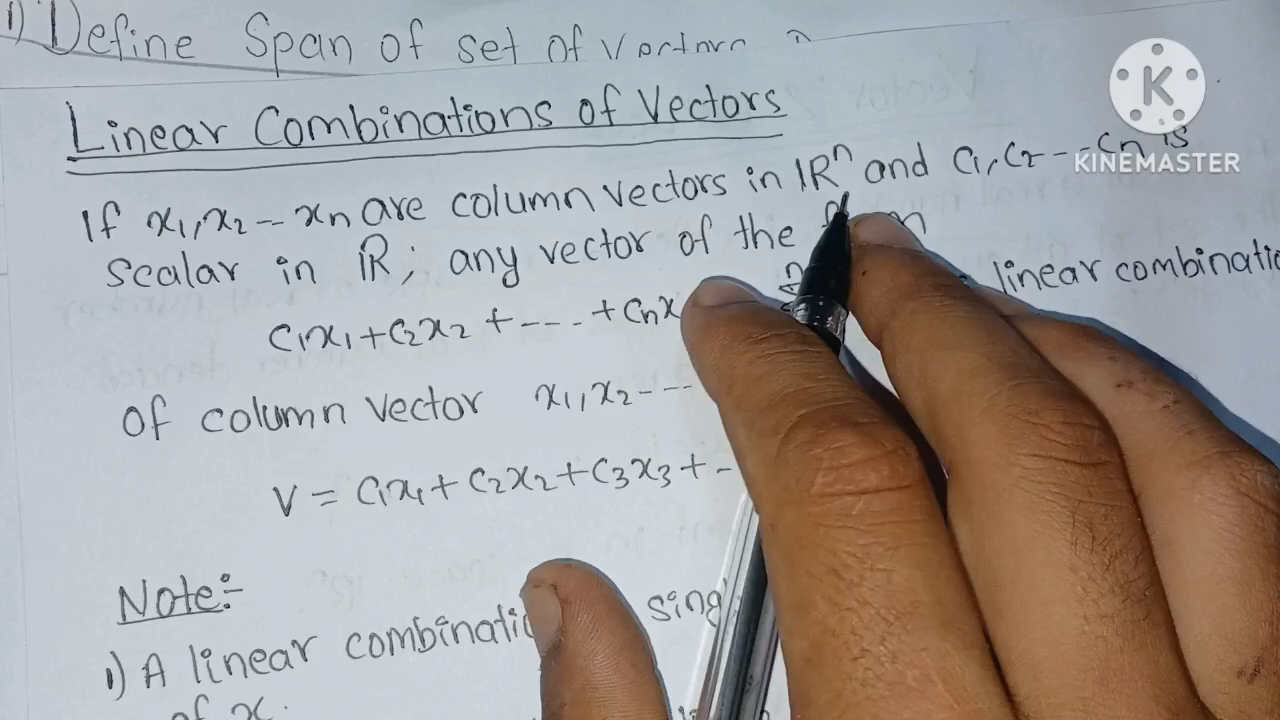 1) Define Span of set of
Linear Combinations of Vectors
K
KINEMASTER
If x1, x2 -- xn are column vectors in IRⁿ and C1, C2 --- Cn is
scalar in IR; any vector of the
C1x1 + C2x2 + ---- + Cnx linear combinatio
of column vector x1, x2 ---
V = C1x1 + C2x2 + C3x3 + -
Note:-
1) A linear
of x.